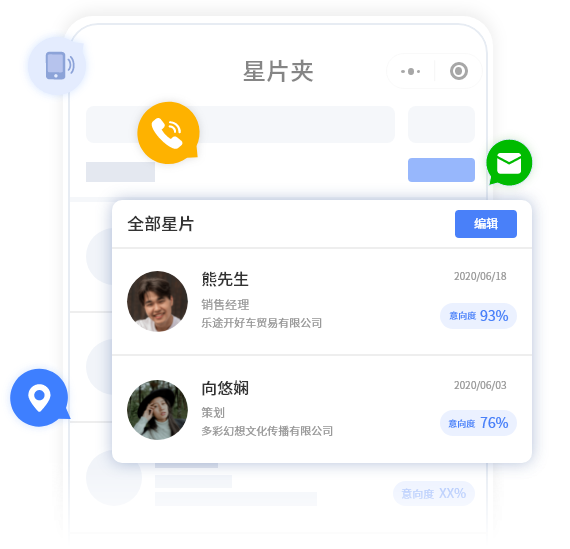 星片夹
全部星片
编辑
熊先生
2020/06/18
销售经理
乐途开好车贸易有限公司
意向度 93%
向悠娴
2020/06/03
策划
多彩幻想文化传播有限公司
意向度 76%
意向度 XX%